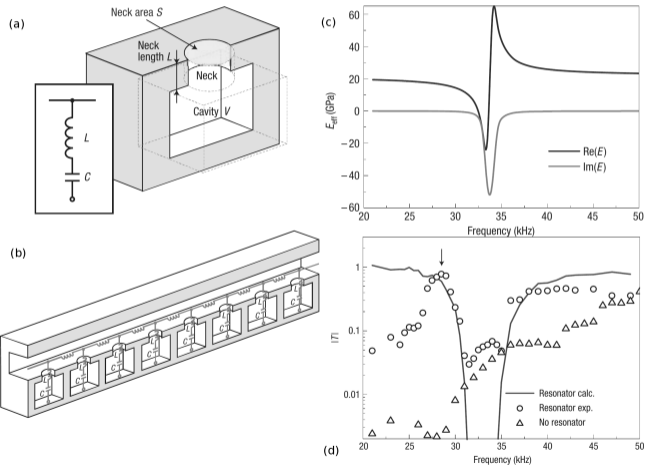 (a)
Neck area S
Neck
length L
Neck
Cavity V
L
C
(b)
L
C
L
C
L
C
L
C
L
C
L
C
L
C
L
C
(c)
E_eff (GPa)
60
40
20
0
−20
−40
−60
Re(E)
Im(E)
20 25 30 35 40 45 50
Frequency (kHz)
|T|
1
0.1
0.01
Resonator calc.
Resonator exp.
No resonator
20 25 30 35 40 45 50
Frequency (kHz)
(d)